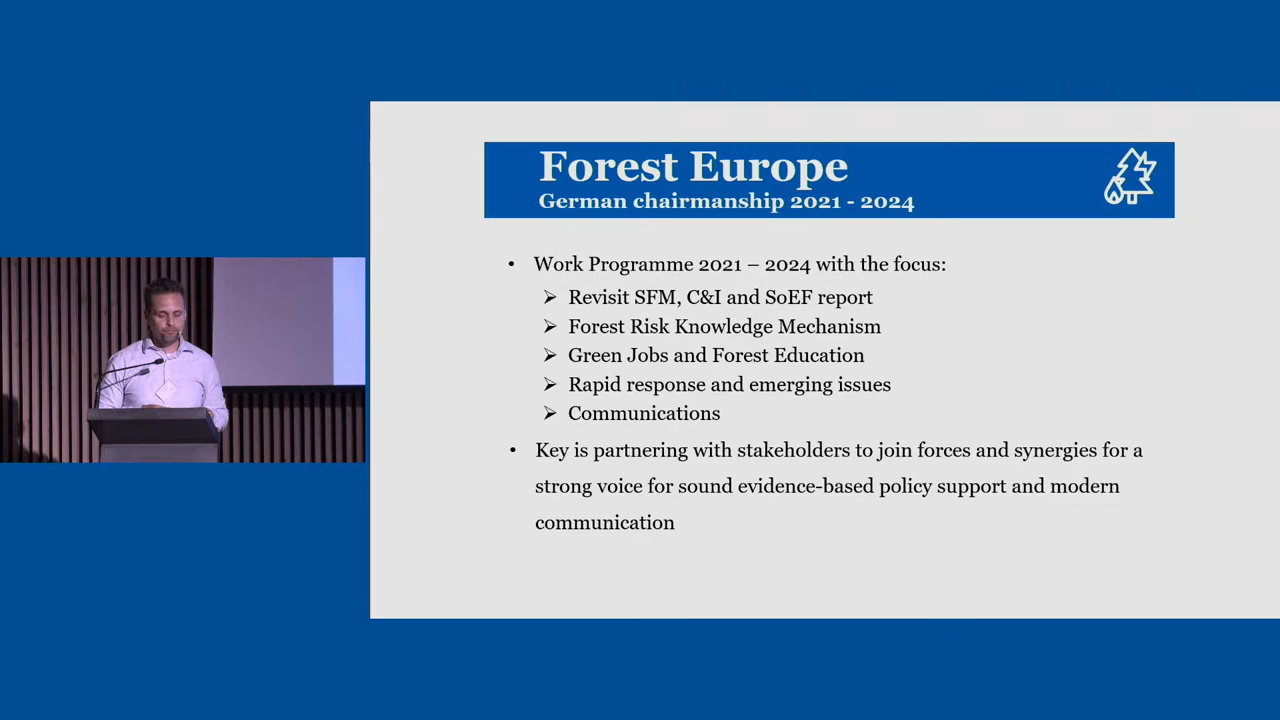 Forest Europe
German chairmanship 2021 - 2024
• Work Programme 2021 – 2024 with the focus:
➢ Revisit SFM, C&I and SoEF report
➢ Forest Risk Knowledge Mechanism
➢ Green Jobs and Forest Education
➢ Rapid response and emerging issues
➢ Communications
• Key is partnering with stakeholders to join forces and synergies for a
strong voice for sound evidence-based policy support and modern
communication